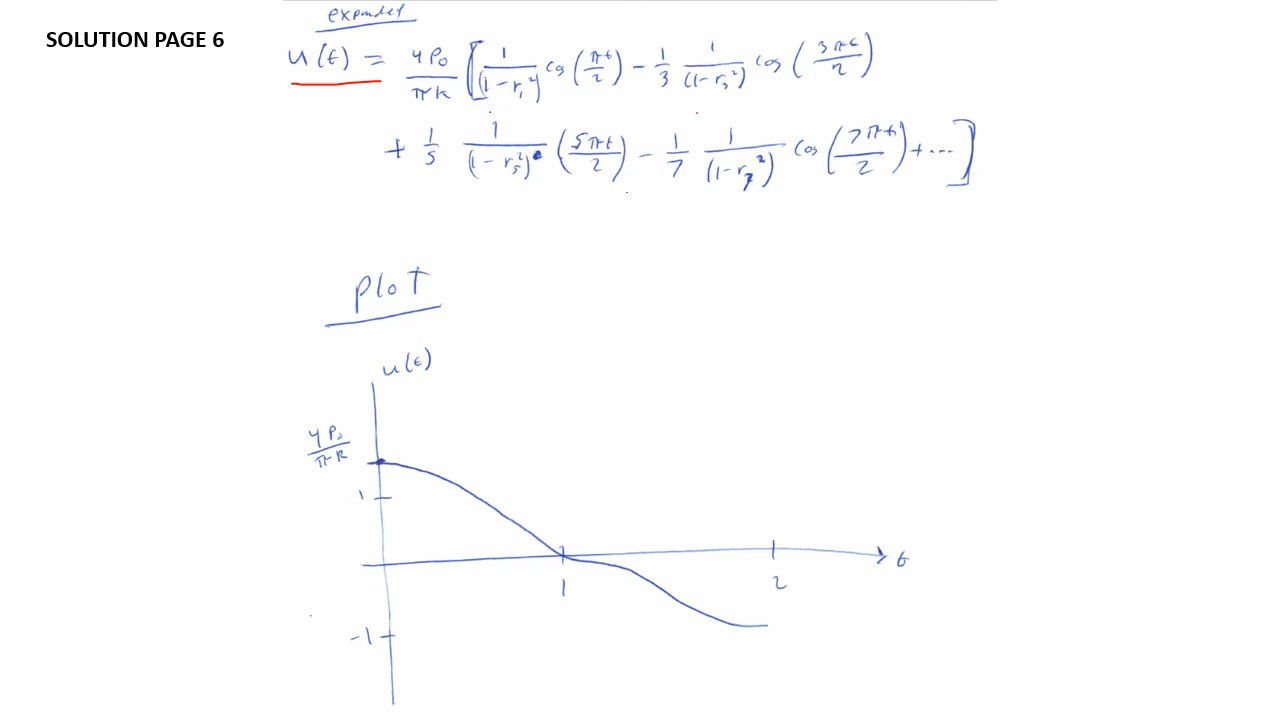 SOLUTION PAGE 6
expanded
u(t) = 4P₀/πk [ 1/(1-r₁²) cos(πt/2) - 1/3 1/(1-r₃²) cos(3πt/2)
+ 1/5 1/(1-r₅²) (5πt/2) - 1/7 1/(1-r₇²) cos(7πt/2) + ... ]
PLOT
u(t)
4P₀/πk
1
-1
1
2
t